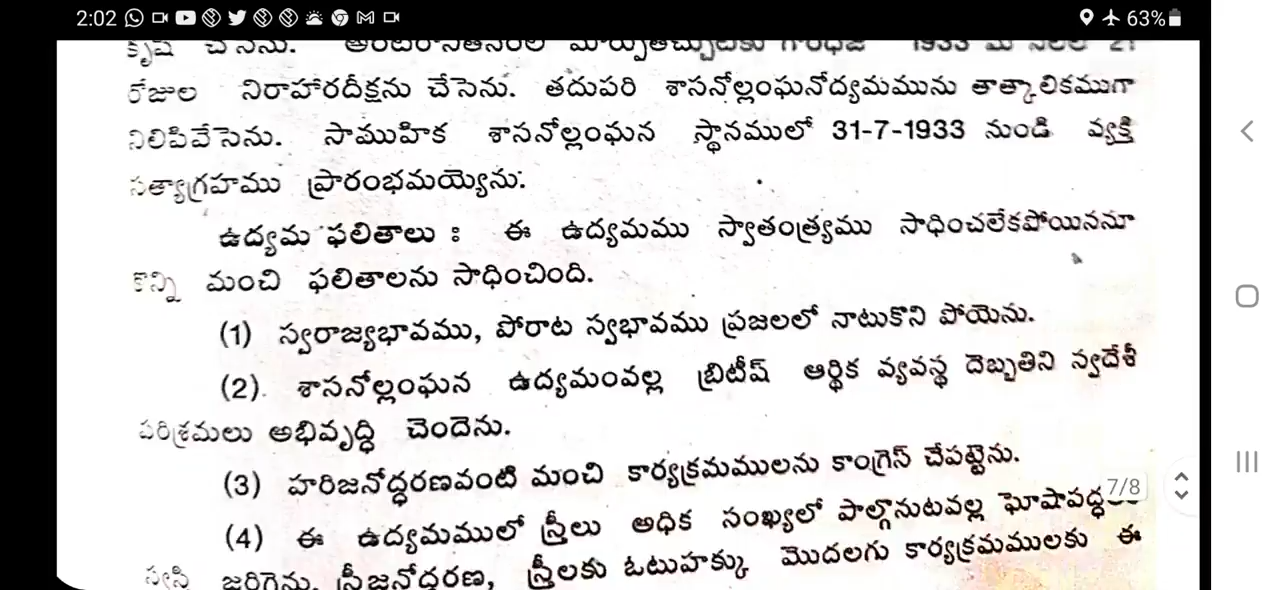 2:02 63%
కృషి చేసెను. 1933 మే నెలలో 21
రోజుల నిరాహారదీక్షను చేసెను. తదుపరి శాసనోల్లంఘనోద్యమమును తాత్కాలికముగా
నిలిపివేసెను. సాముహిక శాసనోల్లంఘన స్థానములో 31-7-1933 నుండి వ్యక్తి
సత్యాగ్రహము ప్రారంభమయ్యెను.
ఉద్యమ ఫలితాలు : ఈ ఉద్యమము స్వాతంత్ర్యము సాధించలేకపోయిననూ
కొన్ని మంచి ఫలితాలను సాధించింది.
(1) స్వరాజ్యభావము, పోరాట స్వభావము ప్రజలలో నాటుకొని పోయెను.
(2). శాసనోల్లంఘన ఉద్యమంవల్ల బ్రిటీష్ ఆర్థిక వ్యవస్థ దెబ్బతిని స్వదేశీ
పరిశ్రమలు అభివృద్ధి చెందెను.
(3) హరిజనోద్ధరణవంటి మంచి కార్యక్రమములను కాంగ్రెస్ చేపట్టెను.
7/8
(4) ఈ ఉద్యమములో స్త్రీలు అధిక సంఖ్యలో పాల్గొనుటవల్ల
జరిగెను. స్త్రీజనోద్ధరణ, స్త్రీలకు ఓటుహక్కు మొదలగు కార్యక్రమములకు ఈ